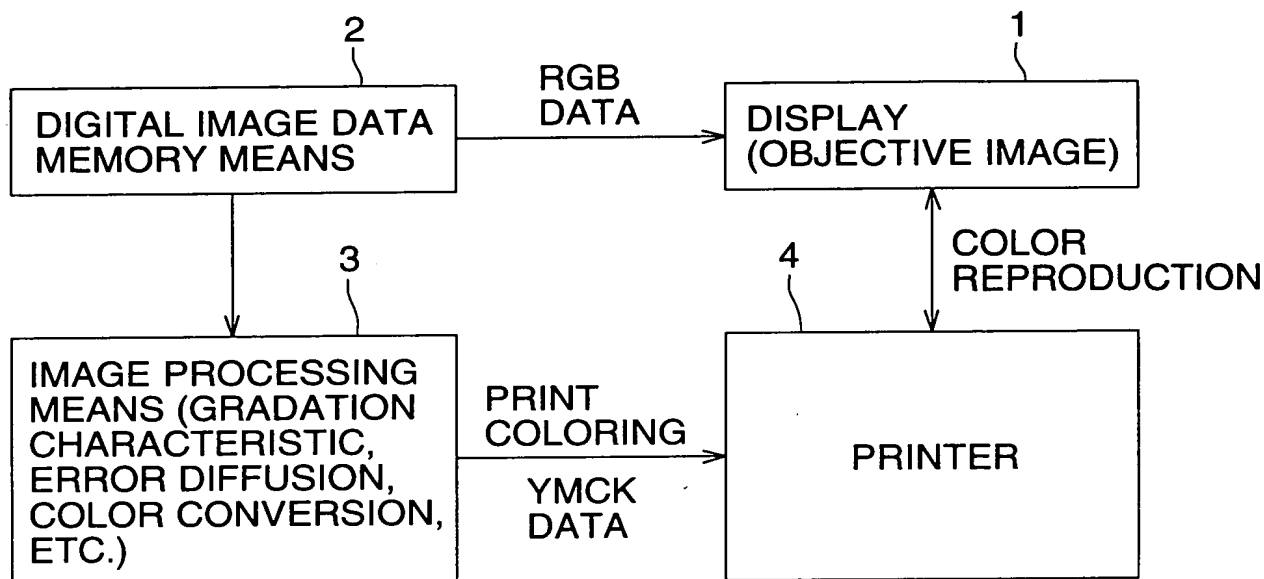 2
1
DIGITAL IMAGE DATA
MEMORY MEANS
RGB
DATA
DISPLAY
(OBJECTIVE IMAGE)
COLOR
REPRODUCTION
3
4
IMAGE PROCESSING
MEANS (GRADATION
CHARACTERISTIC,
ERROR DIFFUSION,
COLOR CONVERSION,
ETC.)
PRINT
COLORING
YMCK
DATA
PRINTER